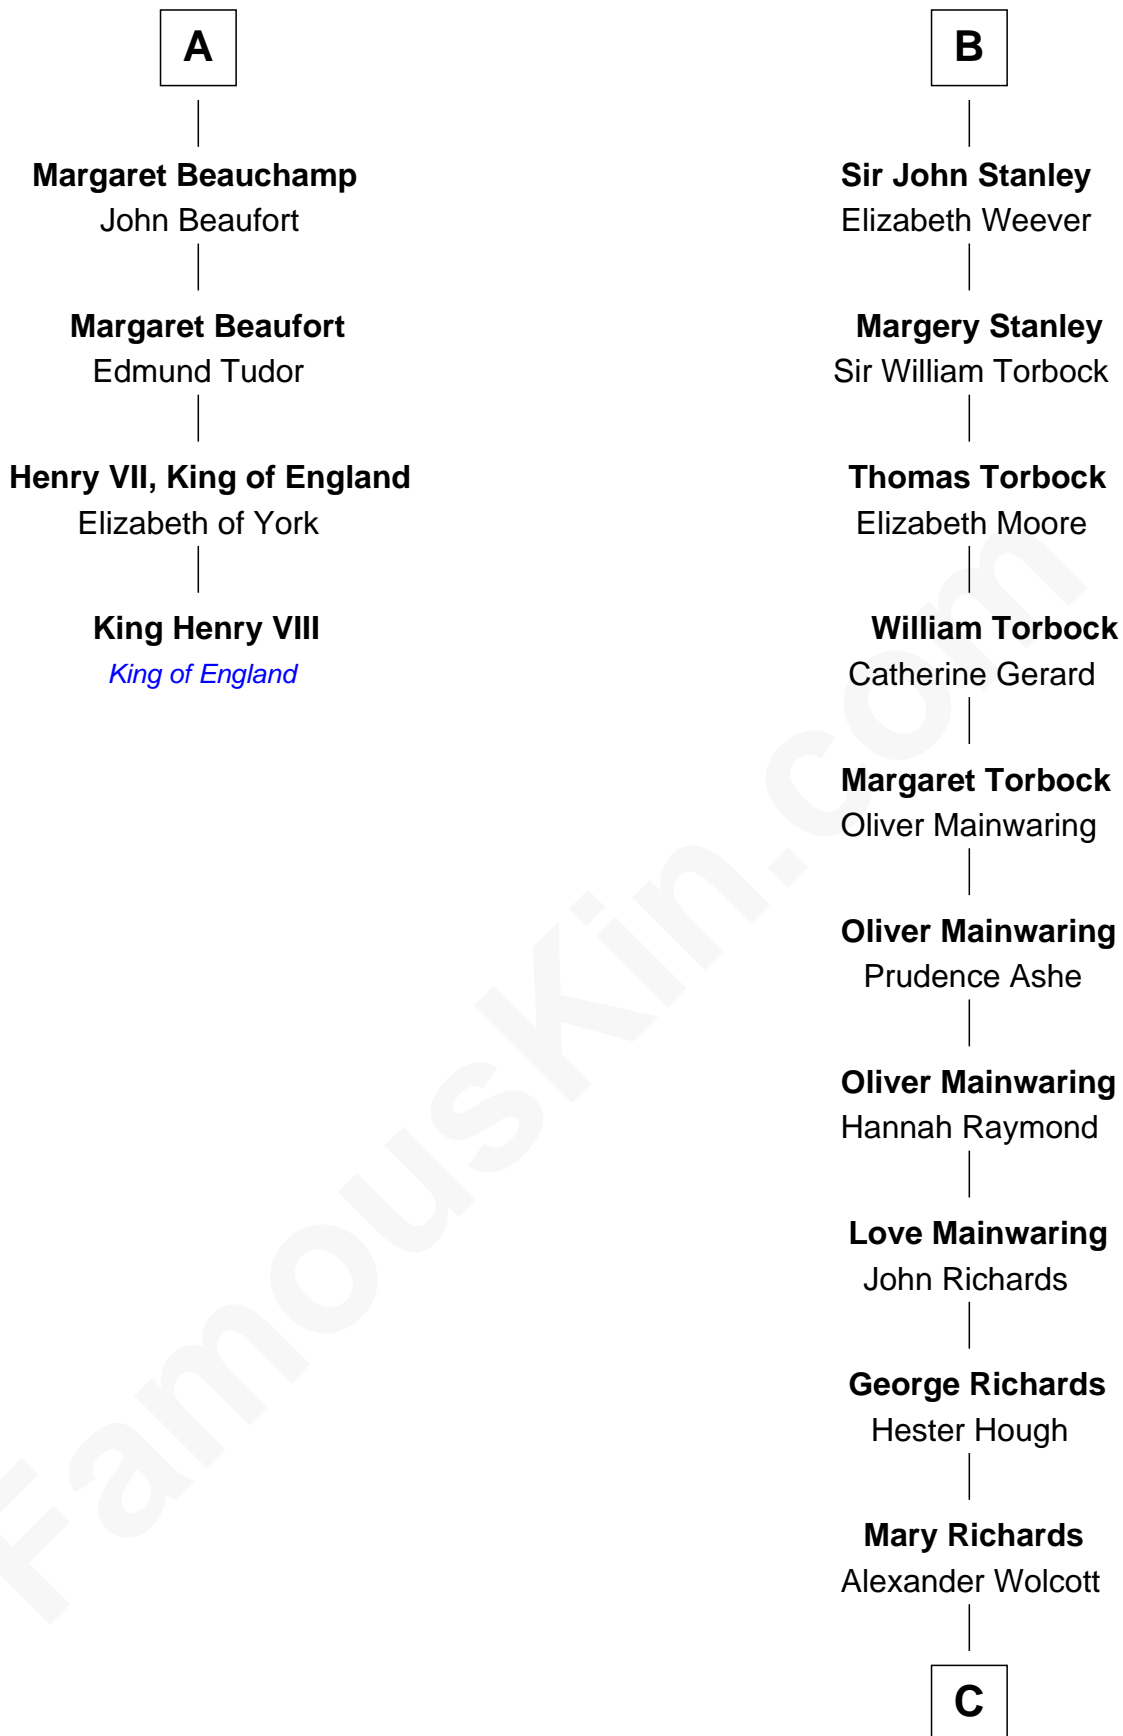 A
Margaret Beauchamp
John Beaufort
Margaret Beaufort
Edmund Tudor
Henry VII, King of England
Elizabeth of York
King Henry VIII
King of England
B
Sir John Stanley
Elizabeth Weever
Margery Stanley
Sir William Torbock
Thomas Torbock
Elizabeth Moore
William Torbock
Catherine Gerard
Margaret Torbock
Oliver Mainwaring
Oliver Mainwaring
Prudence Ashe
Oliver Mainwaring
Hannah Raymond
Love Mainwaring
John Richards
George Richards
Hester Hough
Mary Richards
Alexander Wolcott
C
FamousKin.com